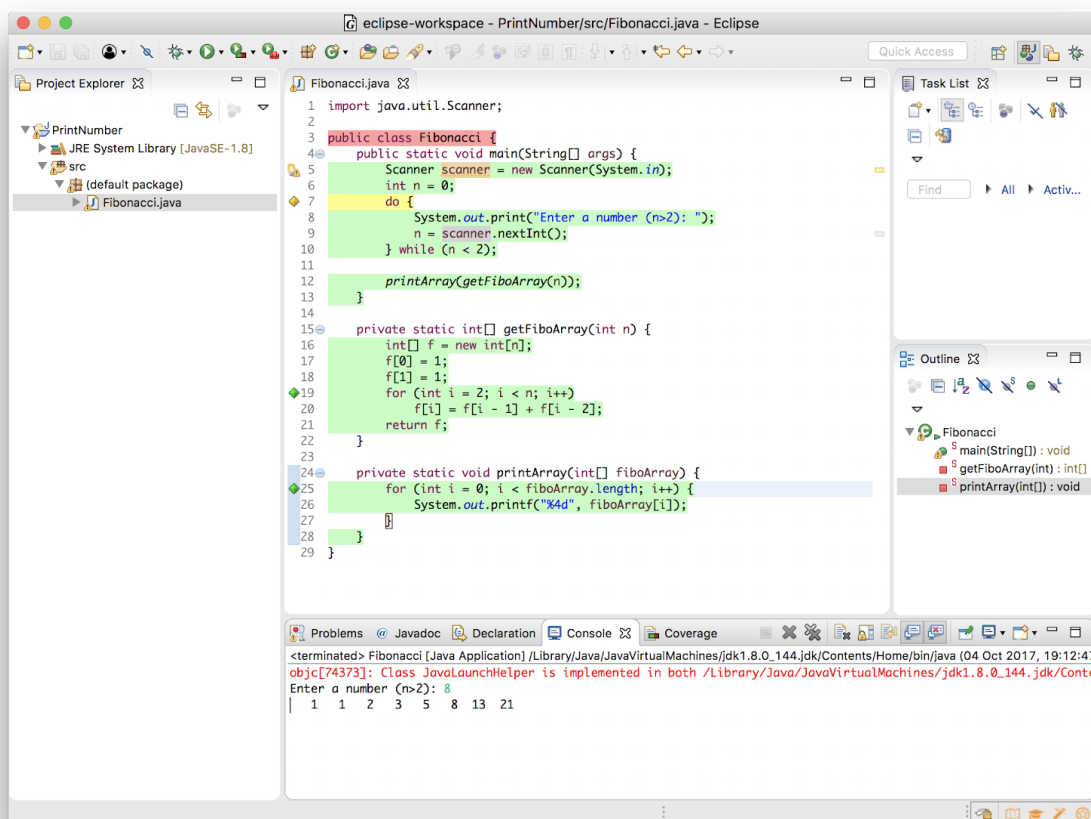 eclipse-workspace - PrintNumber/src/Fibonacci.java - Eclipse
Quick Access
Project Explorer
PrintNumber
JRE System Library [JavaSE-1.8]
src
(default package)
Fibonacci.java
Fibonacci.java
1 import java.util.Scanner;
2
3 public class Fibonacci {
4 public static void main(String[] args) {
5 Scanner scanner = new Scanner(System.in);
6 int n = 0;
7 do {
8 System.out.print("Enter a number (n>2): ");
9 n = scanner.nextInt();
10 } while (n < 2);
11
12 printArray(getFiboArray(n));
13 }
14
15 private static int[] getFiboArray(int n) {
16 int[] f = new int[n];
17 f[0] = 1;
18 f[1] = 1;
19 for (int i = 2; i < n; i++)
20 f[i] = f[i - 1] + f[i - 2];
21 return f;
22 }
23
24 private static void printArray(int[] fiboArray) {
25 for (int i = 0; i < fiboArray.length; i++) {
26 System.out.printf("%4d", fiboArray[i]);
27 }
28 }
29 }
Task List
Find All Activ...
Outline
Fibonacci
main(String[]) : void
getFiboArray(int) : int[]
printArray(int[]) : void
Problems @ Javadoc Declaration Console Coverage
<terminated> Fibonacci [Java Application] /Library/Java/JavaVirtualMachines/jdk1.8.0_144.jdk/Contents/Home/bin/java (04 Oct 2017, 19:12:47
objc[74373]: Class JavaLaunchHelper is implemented in both /Library/Java/JavaVirtualMachines/jdk1.8.0_144.jdk/Conte
Enter a number (n>2): 8
1 1 2 3 5 8 13 21